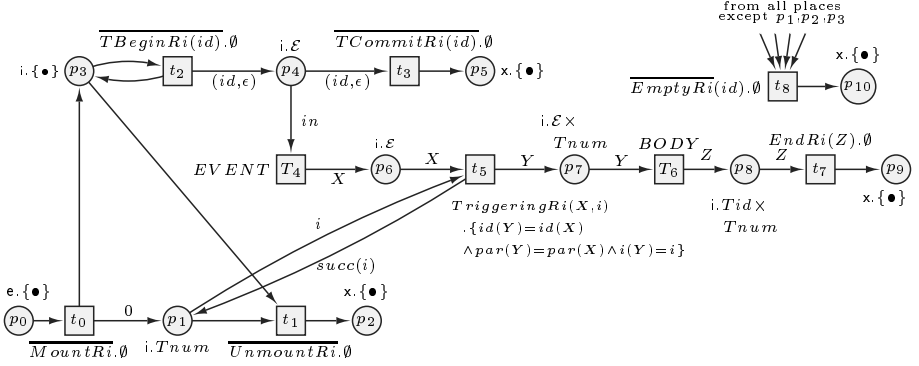 from all places
except p1,p2,p3
TBeginRi(id).∅
i.ℰ
TCommitRi(id).∅
x.{●}
i.{●}
p3
t2
p4
t3
p5
x.{●}
(id,ϵ)
(id,ϵ)
EmptyRi(id).∅
t8
p10
in
i.ℰ
i.ℰ×
Tnum
BODY
EndRi(Z).∅
EVENT
T4
X
p6
X
t5
Y
p7
Y
T6
Z
p8
Z
t7
p9
x.{●}
TriggeringRi(X,i)
.{id(Y)=id(X)
∧par(Y)=par(X)∧i(Y)=i}
i.Tid×
Tnum
i
succ(i)
e.{●}
x.{●}
p0
t0
0
p1
t1
p2
MountRi.∅
i.Tnum
UnmountRi.∅